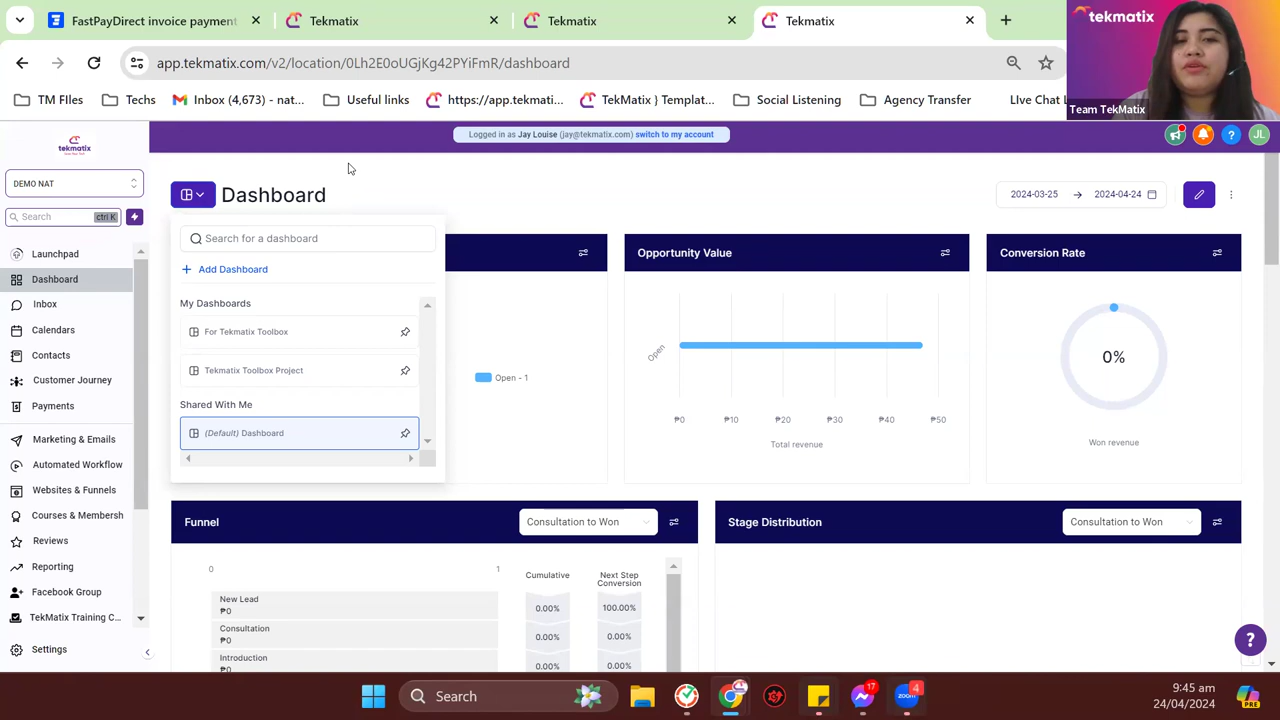 FastPayDirect invoice payment
Tekmatix
Tekmatix
Tekmatix
tekmatix
app.tekmatix.com/v2/location/0Lh2E0oUGjKg42PYiFmR/dashboard
TM FIles
Techs
Inbox (4,673) - nat...
Useful links
https://app.tekmati...
TekMatix } Templat...
Social Listening
Agency Transfer
LIve Chat L
Team TekMatix
tekmatix
Logged in as Jay Louise (jay@tekmatix.com) switch to my account
JL
DEMO NAT
Search
ctrl K
Launchpad
Dashboard
Inbox
Calendars
Contacts
Customer Journey
Payments
Marketing & Emails
Automated Workflow
Websites & Funnels
Courses & Membersh
Reviews
Reporting
Facebook Group
TekMatix Training C...
Settings
Dashboard
2024-03-25
2024-04-24
Search for a dashboard
Add Dashboard
My Dashboards
For Tekmatix Toolbox
Tekmatix Toolbox Project
Shared With Me
(Default) Dashboard
Open - 1
Opportunity Value
Open
₱0 ₱10 ₱20 ₱30 ₱40 ₱50
Total revenue
Conversion Rate
0%
Won revenue
Funnel
Consultation to Won
0 1
Cumulative
Next Step
Conversion
New Lead
₱0
0.00% 100.00%
Consultation
₱0
0.00% 0.00%
Introduction
₱0
0.00% 0.00%
Stage Distribution
Consultation to Won
Search
17
4
9:45 am
24/04/2024
PRE